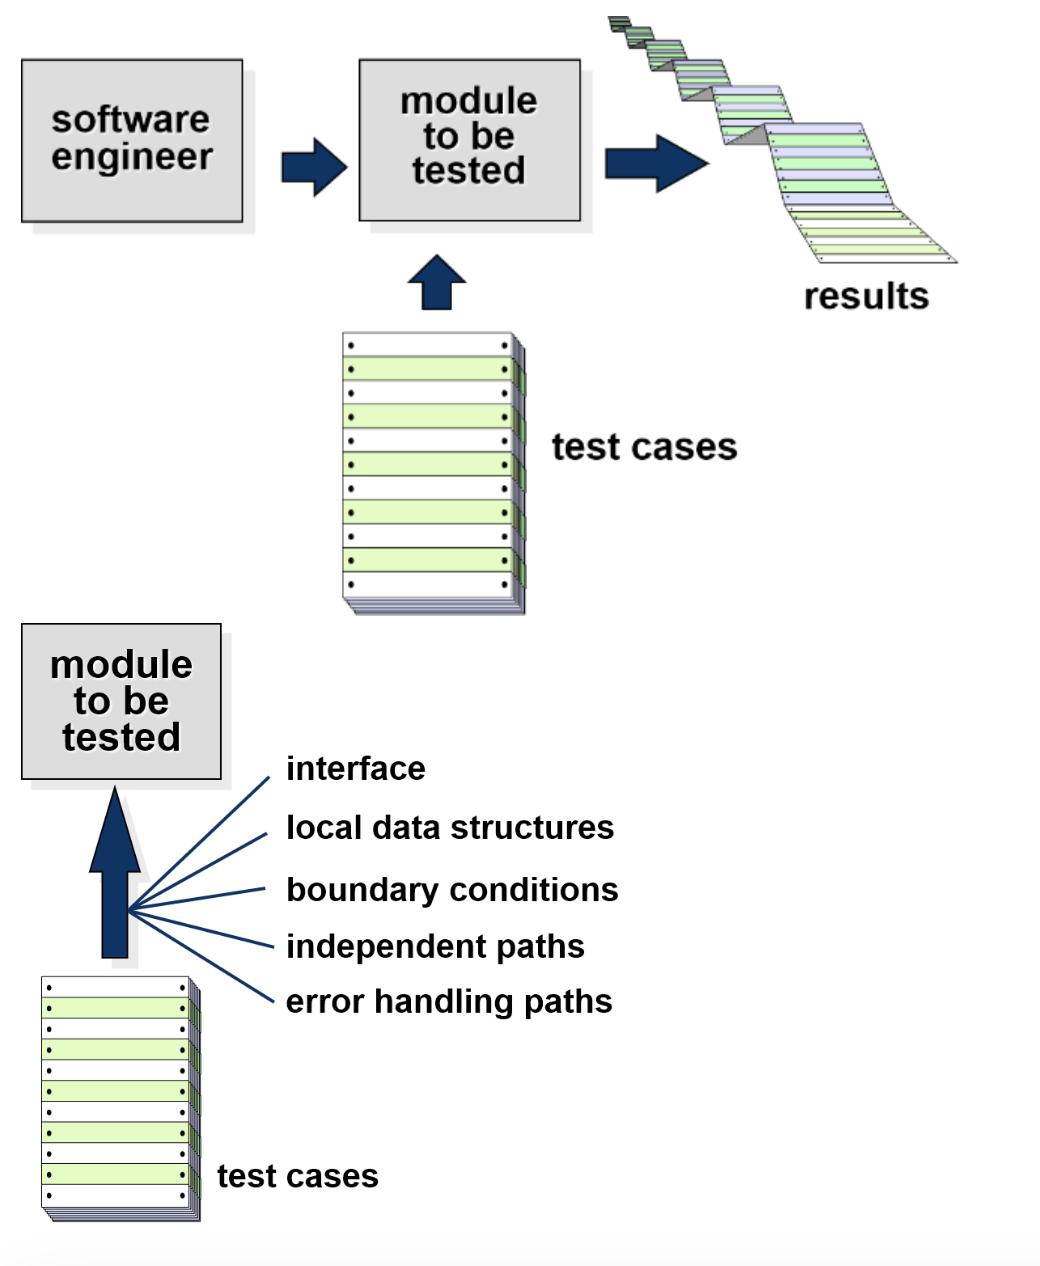 software
engineer
module
to be
tested
results
test cases
module
to be
tested
interface
local data structures
boundary conditions
independent paths
error handling paths
test cases